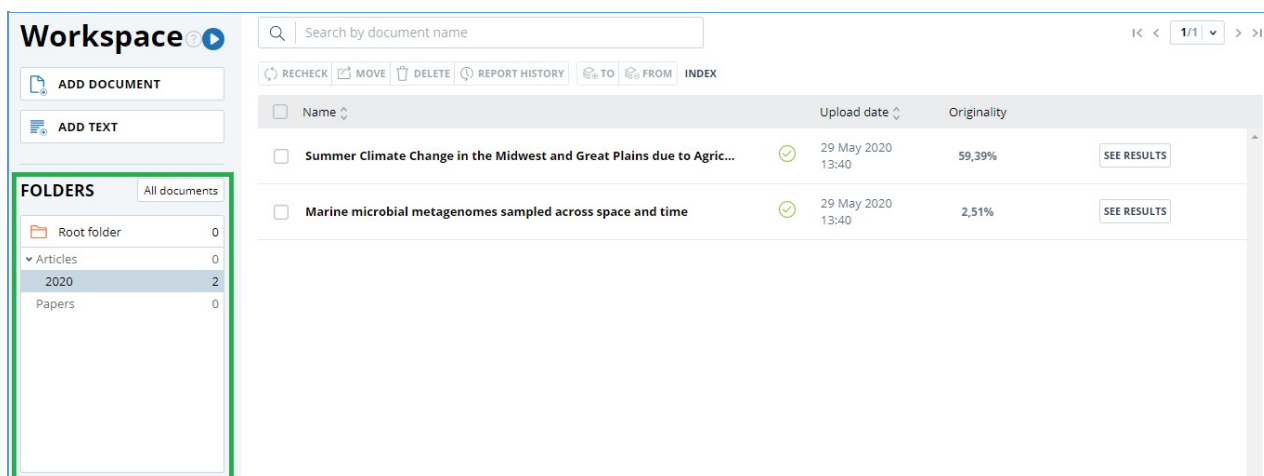 Workspace ?
ADD DOCUMENT
ADD TEXT
FOLDERS All documents
Root folder 0
Articles 0
2020 2
Papers 0
Search by document name
1/1
RECHECK MOVE DELETE REPORT HISTORY TO FROM INDEX
Name Upload date Originality
Summer Climate Change in the Midwest and Great Plains due to Agric... 29 May 2020 59,39% SEE RESULTS
13:40
Marine microbial metagenomes sampled across space and time 29 May 2020 2,51% SEE RESULTS
13:40